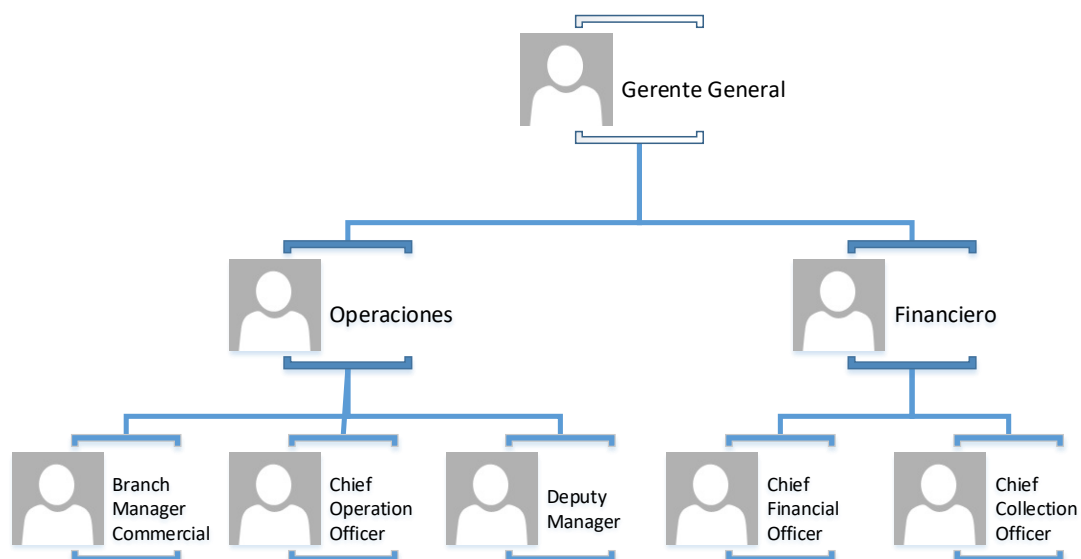 Gerente General
Operaciones
Financiero
Branch
Manager
Commercial
Chief
Operation
Officer
Deputy
Manager
Chief
Financial
Officer
Chief
Collection
Officer